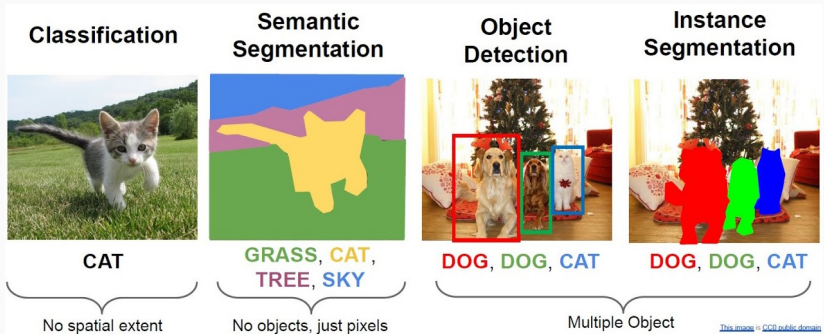 Classification
Semantic
Segmentation
Object
Detection
Instance
Segmentation
CAT
GRASS, CAT,
TREE, SKY
DOG, DOG, CAT
DOG, DOG, CAT
No spatial extent
No objects, just pixels
Multiple Object
This image is CC0 public domain